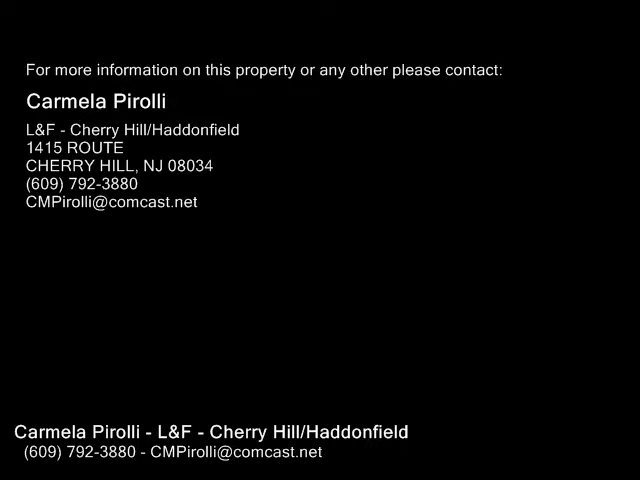 For more information on this property or any other please contact:
Carmela Pirolli
L&F - Cherry Hill/Haddonfield
1415 ROUTE
CHERRY HILL, NJ 08034
(609) 792-3880
CMPirolli@comcast.net
Carmela Pirolli - L&F - Cherry Hill/Haddonfield
(609) 792-3880 - CMPirolli@comcast.net